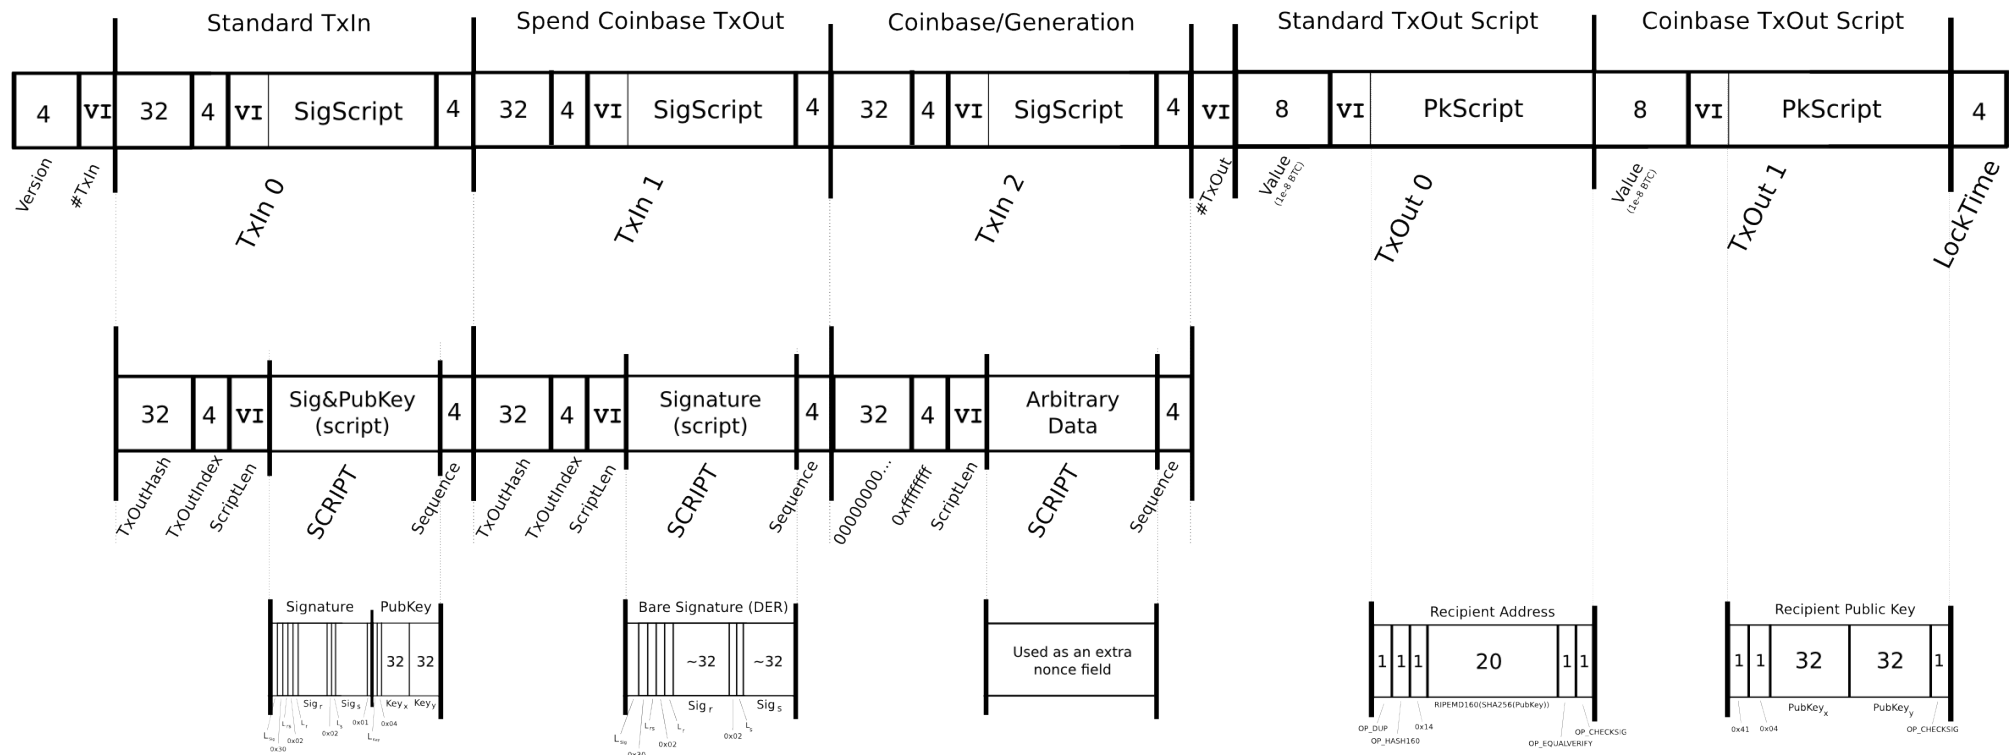 Standard TxIn
Spend Coinbase TxOut
Coinbase/Generation
Standard TxOut Script
Coinbase TxOut Script
4 VI 32 4 VI SigScript 4 32 4 VI SigScript 4 32 4 VI SigScript 4 VI 8 VI PkScript 8 VI PkScript 4
Version
#TxIn
TxIn 0
TxIn 1
TxIn 2
#TxOut
Value
(1e-8 BTC)
TxOut 0
Value
(1e-8 BTC)
TxOut 1
LockTime
32 4 VI
Sig&PubKey
(script)
4
32 4 VI
Signature
(script)
4
32 4 VI
Arbitrary
Data
4
TxOutHash
TxOutIndex
ScriptLen
SCRIPT
Sequence
TxOutHash
TxOutIndex
ScriptLen
SCRIPT
Sequence
00000000...
0xffffffff
ScriptLen
SCRIPT
Sequence
Signature
PubKey
32 32
Sig r
Sig s
Key x
Key y
L rs
L r
L s
0x01
0x04
0x02
0x02
0x30
Bare Signature (DER)
~32 ~32
Sig r
Sig s
L rs
L r
L s
0x02
0x02
0x30
Used as an extra
nonce field
Recipient Address
1 1 1 20 1 1
RIPEMD160(SHA256(PubKey))
OP_DUP
OP_HASH160
0x14
OP_EQUALVERIFY
OP_CHECKSIG
Recipient Public Key
1 1 32 32 1
PubKey x
PubKey y
0x41
0x04
OP_CHECKSIG